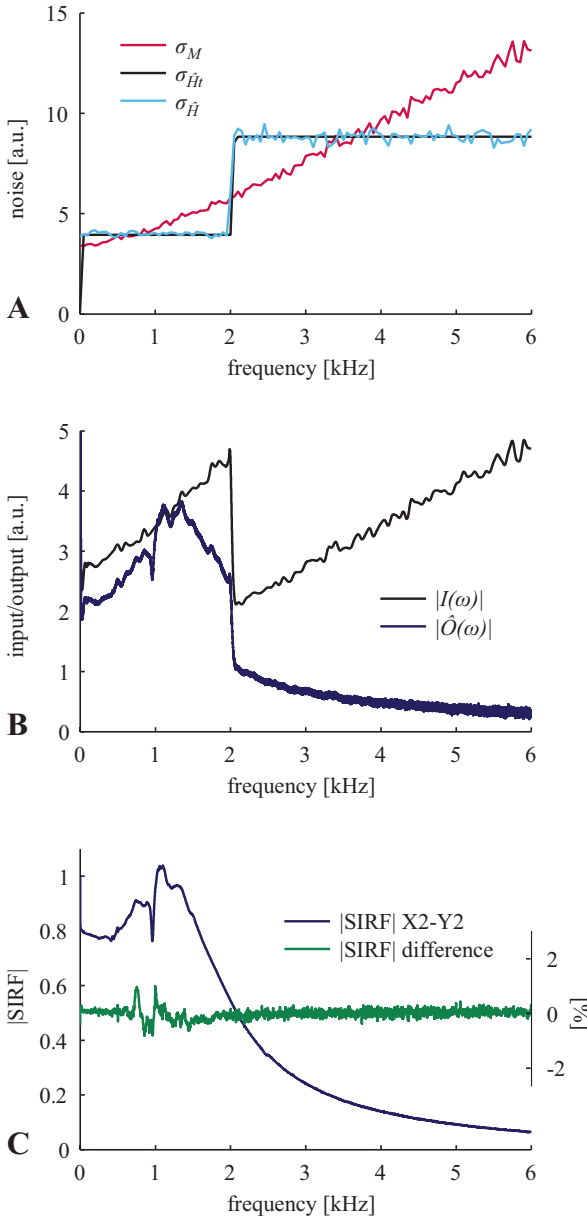 15
10
5
0
noise [a.u.]
σ_M
σ_Ĥt
σ_Ĥ
A
0 1 2 3 4 5 6
frequency [kHz]
5
4
3
2
1
0
input/output [a.u.]
|I(ω)|
|Ô(ω)|
B
0 1 2 3 4 5 6
frequency [kHz]
1
0.8
0.6
0.4
0.2
0
|SIRF|
|SIRF| X2-Y2
|SIRF| difference
2
0
-2
[%]
C
0 1 2 3 4 5 6
frequency [kHz]